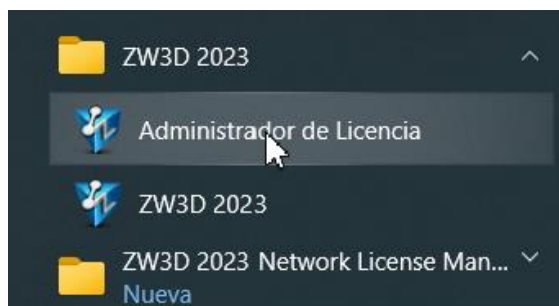 ZW3D 2023
Administrador de Licencia
ZW3D 2023
ZW3D 2023 Network License Man...
Nueva